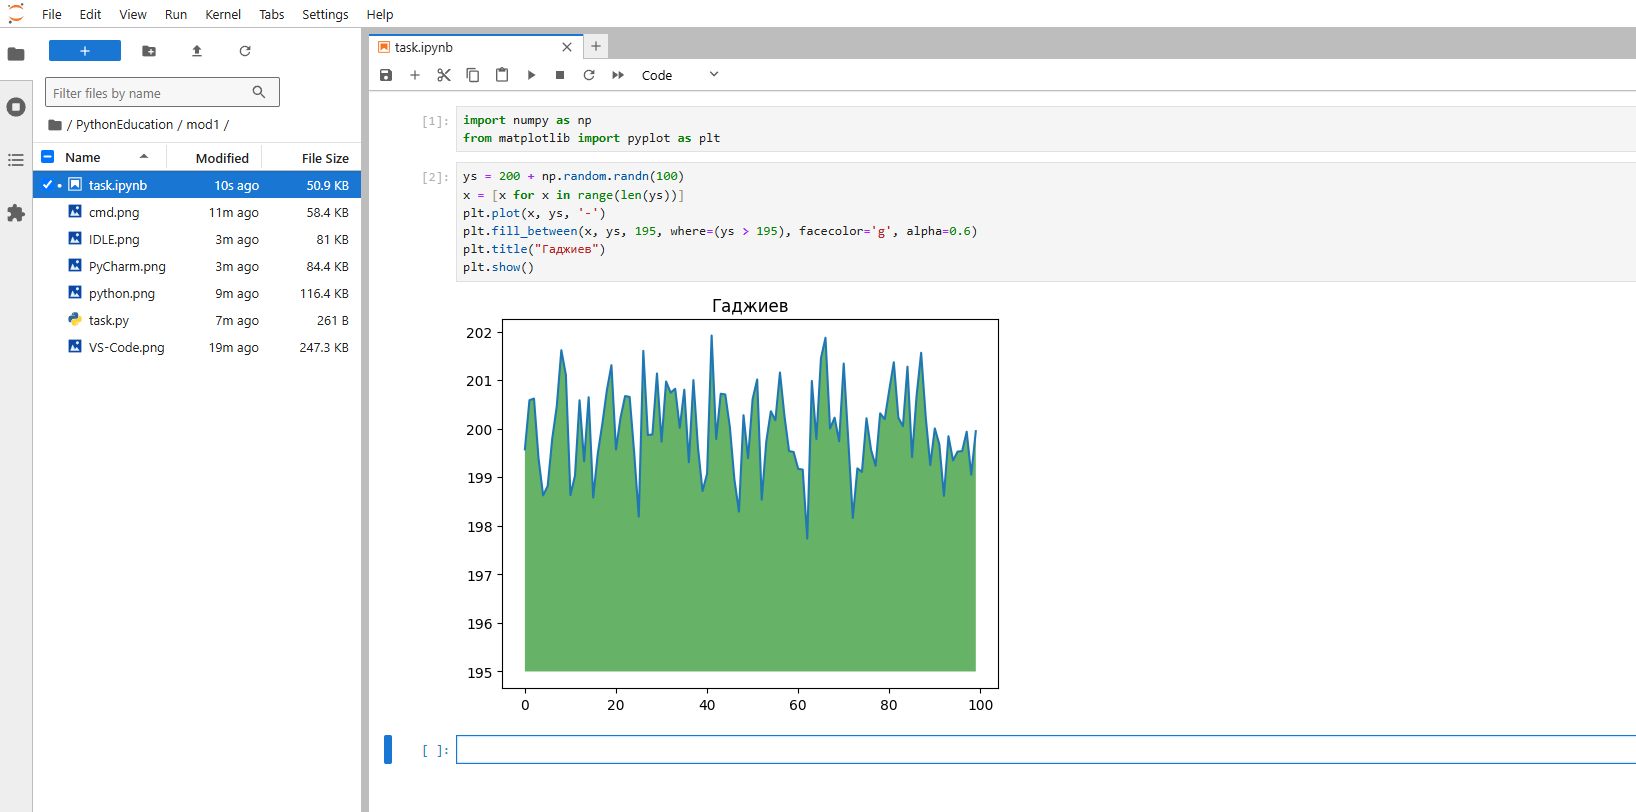 File Edit View Run Kernel Tabs Settings Help
+
Filter files by name
/ PythonEducation / mod1 /
Name Modified File Size
task.ipynb 10s ago 50.9 KB
cmd.png 11m ago 58.4 KB
IDLE.png 3m ago 81 KB
PyCharm.png 3m ago 84.4 KB
python.png 9m ago 116.4 KB
task.py 7m ago 261 B
VS-Code.png 19m ago 247.3 KB
task.ipynb
Code
[1]:
import numpy as np
from matplotlib import pyplot as plt
[2]:
ys = 200 + np.random.randn(100)
x = [x for x in range(len(ys))]
plt.plot(x, ys, '-')
plt.fill_between(x, ys, 195, where=(ys > 195), facecolor='g', alpha=0.6)
plt.title("Гаджиев")
plt.show()
Гаджиев
202
201
200
199
198
197
196
195
0 20 40 60 80 100
[ ]: